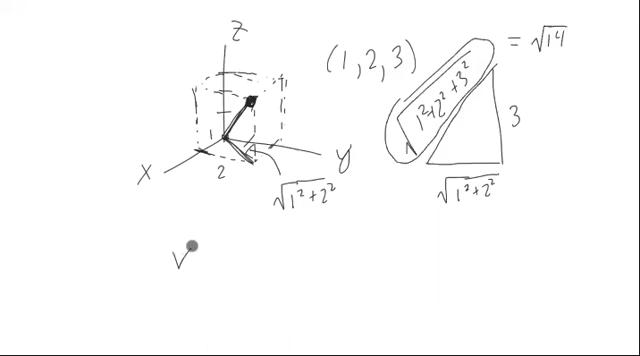 z
(1, 2, 3)
√1²+2²+3²
= √14
3
1
x
2
y
√1²+2²
√1²+2²
V